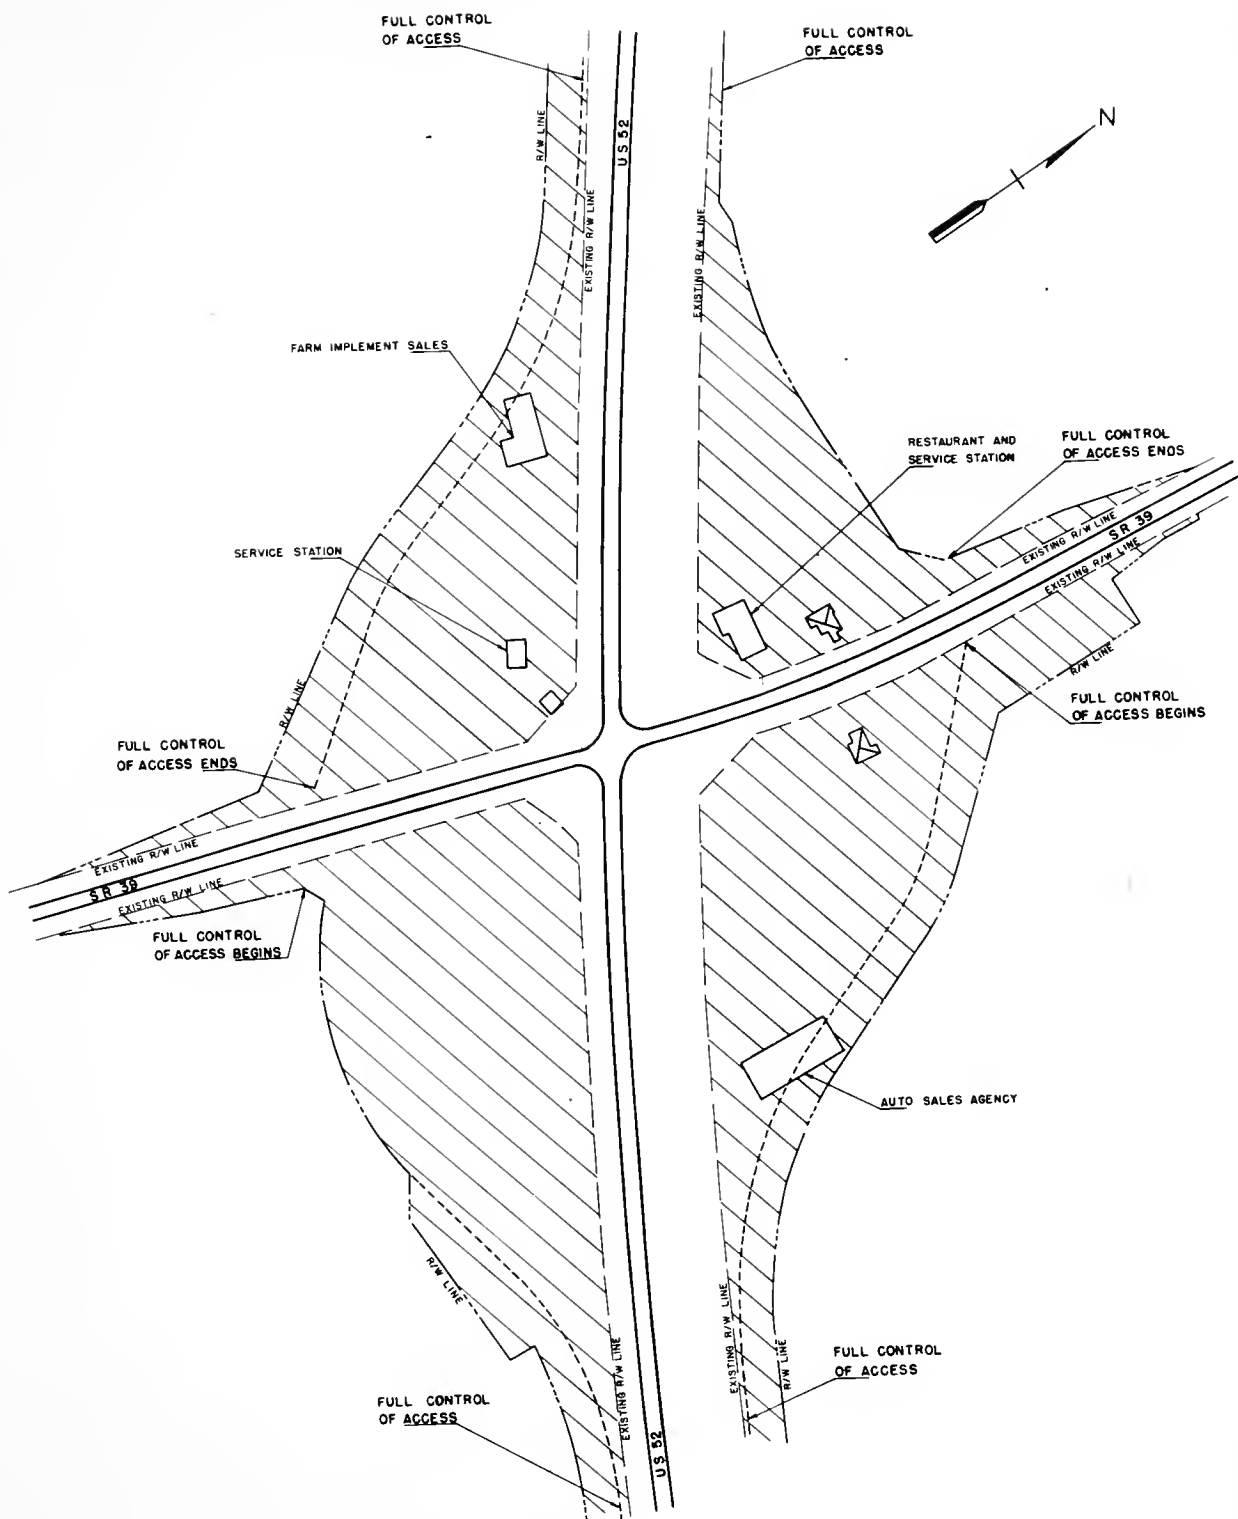 FULL CONTROL
OF ACCESS
FULL CONTROL
OF ACCESS
N
R/W LINE
US 52
EXISTING R/W LINE
EXISTING R/W LINE
FARM IMPLEMENT SALES
RESTAURANT AND
SERVICE STATION
FULL CONTROL
OF ACCESS ENDS
EXISTING R/W LINE
SR 39
EXISTING R/W LINE
SERVICE STATION
R/W LINE
R/W LINE
FULL CONTROL
OF ACCESS BEGINS
FULL CONTROL
OF ACCESS ENDS
EXISTING R/W LINE
SR 39
EXISTING R/W LINE
FULL CONTROL
OF ACCESS BEGINS
AUTO SALES AGENCY
R/W LINE
EXISTING R/W LINE
R/W LINE
EXISTING R/W LINE
FULL CONTROL
OF ACCESS
FULL CONTROL
OF ACCESS
US 52